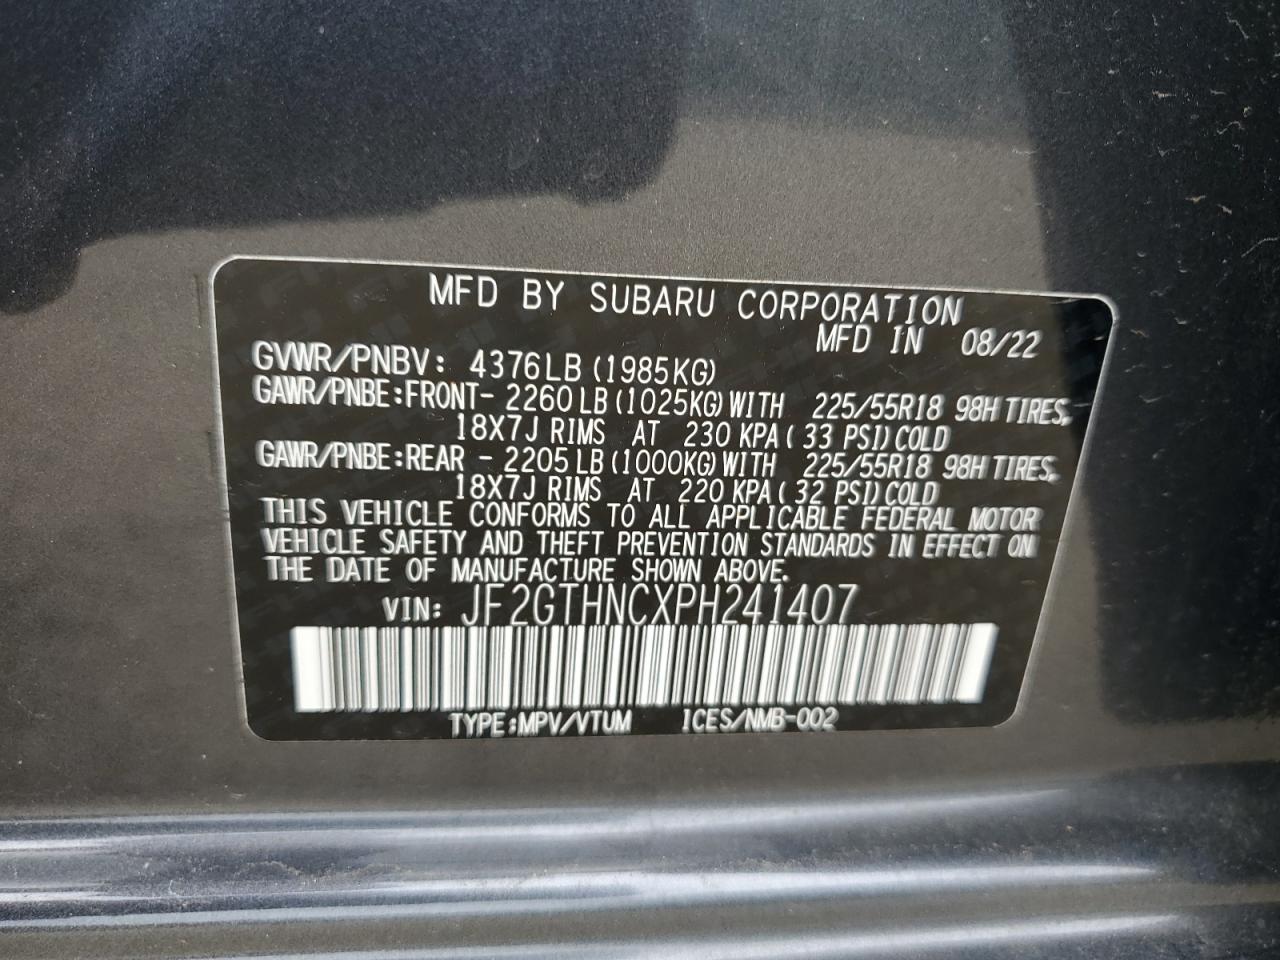 MFD BY SUBARU CORPORATION
MFD IN 08/22
GVWR/PNBV: 4376LB (1985KG)
GAWR/PNBE:FRONT- 2260LB (1025KG) WITH 225/55R18 98H TIRES,
18X7J RIMS AT 230 KPA( 33 PSI) COLD
GAWR/PNBE:REAR - 2205LB (1000KG) WITH 225/55R18 98H TIRES,
18X7J RIMS AT 220 KPA( 32 PSI) COLD
THIS VEHICLE CONFORMS TO ALL APPLICABLE FEDERAL MOTOR
VEHICLE SAFETY AND THEFT PREVENTION STANDARDS IN EFFECT ON
THE DATE OF MANUFACTURE SHOWN ABOVE.
VIN: JF2GTHNCXPH241407
TYPE:MPV/VTUM ICES/NMB-002